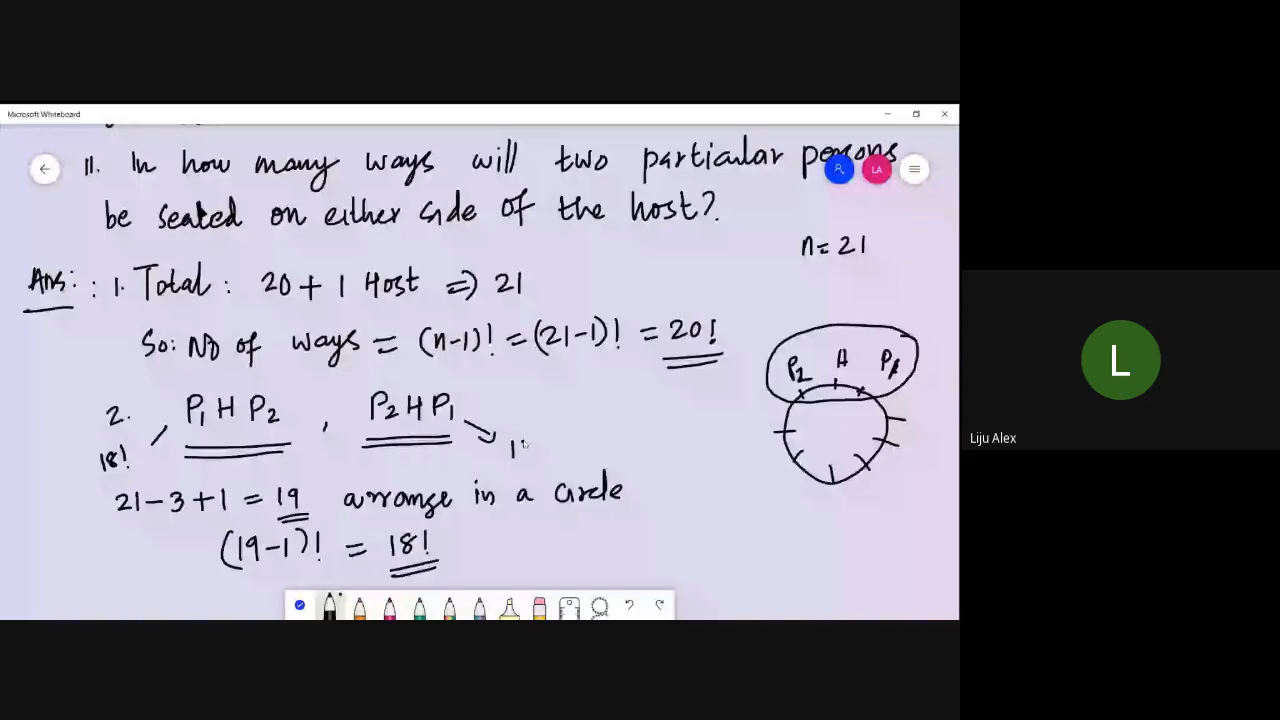 Microsoft Whiteboard
11. In how many ways will two particular persons
LA
be seated on either side of the host?
n=21
Ans: : 1. Total: 20+1 Host => 21
So: No of ways = (n-1)! = (21-1)! = 20!
P2 H P1
2. P1 H P2 , P2 H P1
18!
21-3+1 = 19 arrange in a circle
(19-1)! = 18!
L
Liju Alex